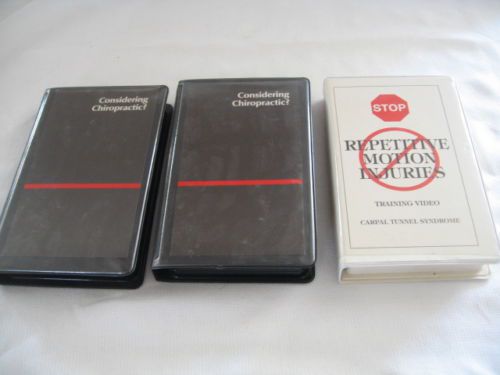 Considering
Chiropractic?
Considering
Chiropractic?
STOP
REPETITIVE
MOTION
INJURIES
TRAINING VIDEO
CARPAL TUNNEL SYNDROME